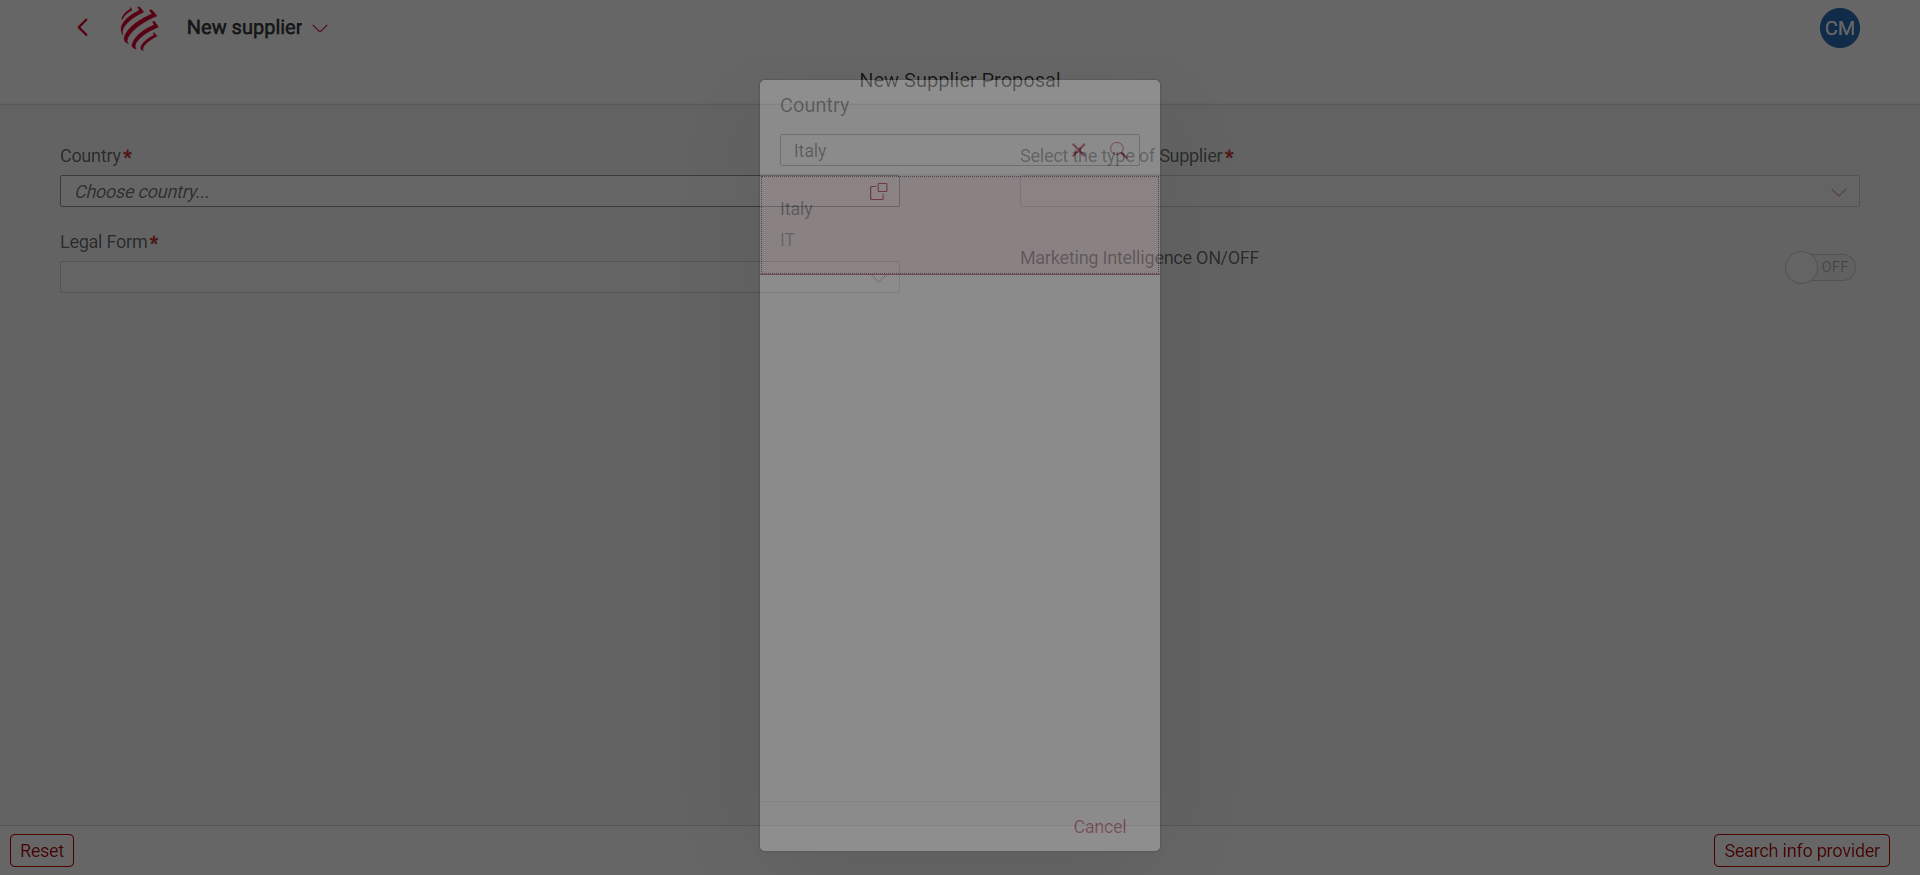 New supplier
CM
New Supplier Proposal
Country
Italy
Italy
IT
Cancel
Country*
Choose country...
Legal Form*
Select the type of Supplier*
Marketing Intelligence ON/OFF
OFF
Reset
Search info provider